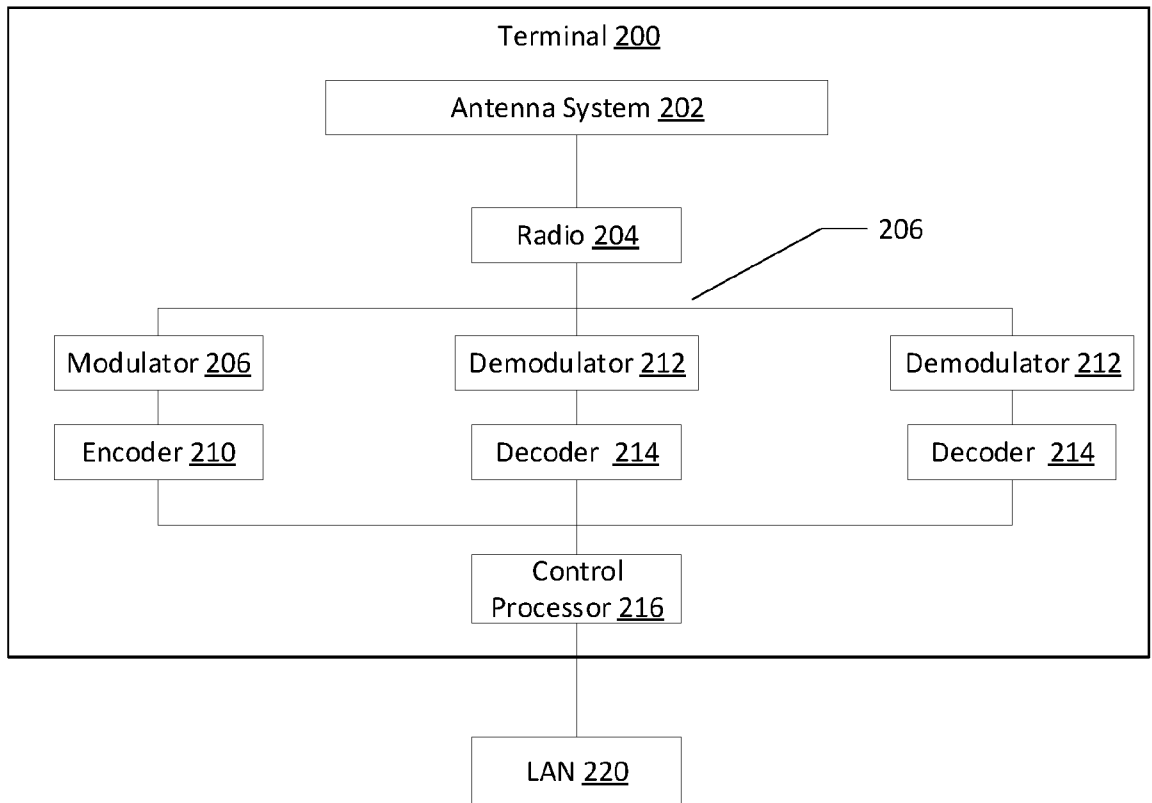 Terminal 200
Antenna System 202
Radio 204
206
Modulator 206
Demodulator 212
Demodulator 212
Encoder 210
Decoder 214
Decoder 214
Control
Processor 216
LAN 220